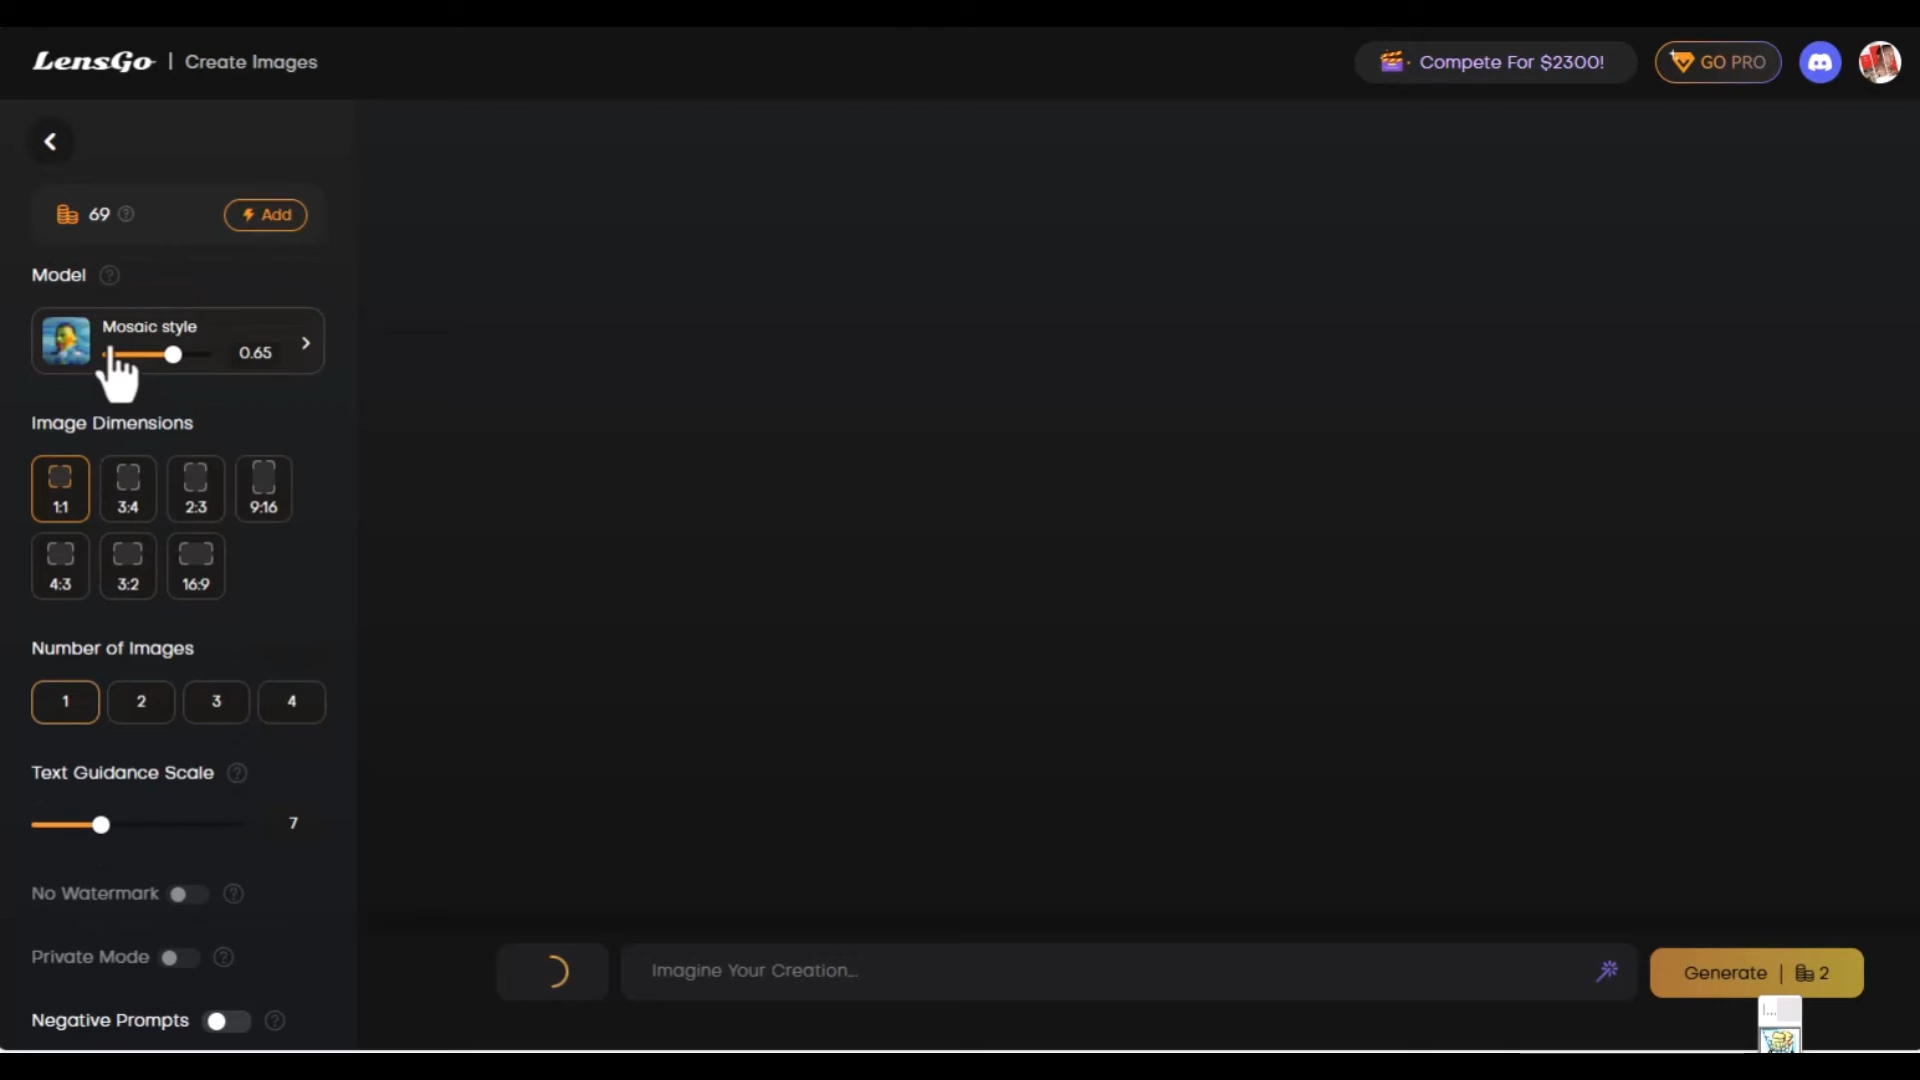 LensGo | Create Images
Compete For $2300!
GO PRO
69
Add
Model
Mosaic style
0.65
Image Dimensions
1:1
3:4
2:3
9:16
4:3
3:2
16:9
Number of Images
1
2
3
4
Text Guidance Scale
7
No Watermark
Private Mode
Negative Prompts
Imagine Your Creation...
Generate | 2